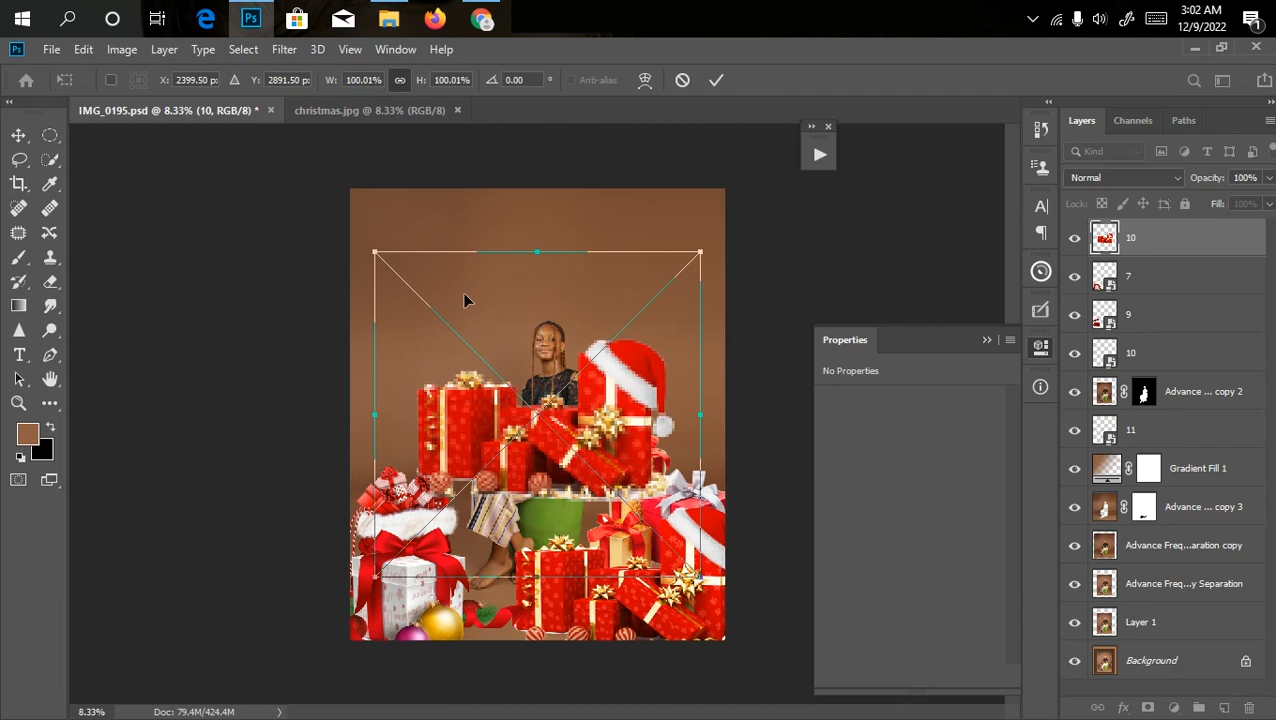 3:02 AM
12/9/2022
1
Ps
File Edit Image Layer Type Select Filter 3D View Window Help
X: 2399.50 p: Y: 2891.50 p: W: 100.01% H: 100.01% 0.00 ° Anti-alias
IMG_0195.psd @ 8.33% (10, RGB/8) * christmas.jpg @ 8.33% (RGB/8)
Layers Channels Paths
Kind
Normal Opacity: 100%
Lock: Fill: 100%
10
7
9
10
Advance ... copy 2
11
Gradient Fill 1
Advance ... copy 3
Advance Freq...aration copy
Advance Freq...y Separation
Layer 1
Background
Properties
No Properties
8.33% Doc: 79.4M/424.4M